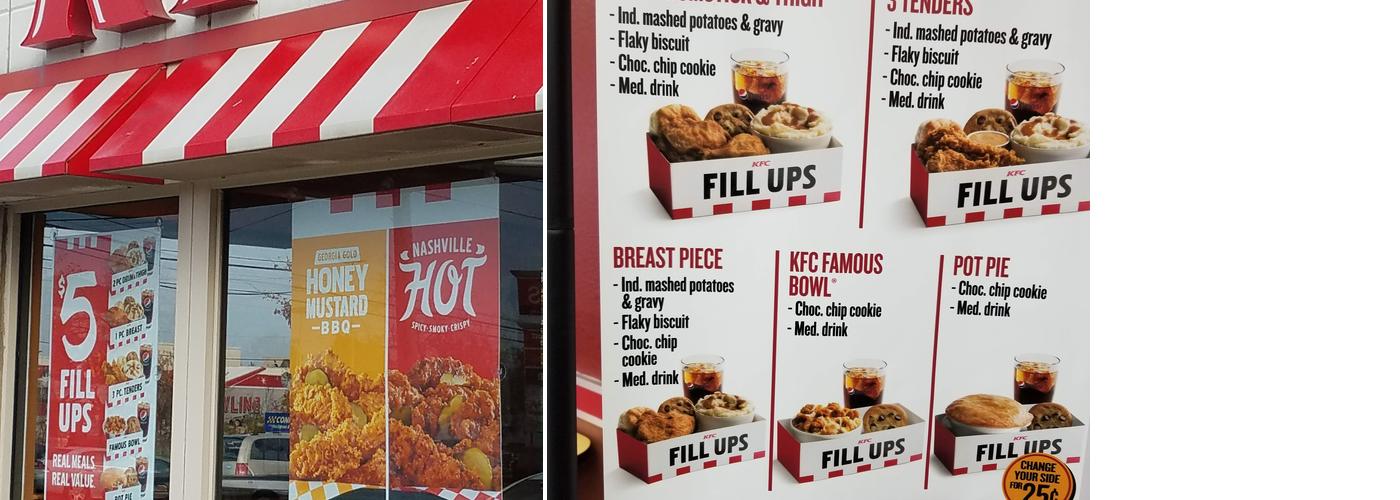 $5
FILL
UPS
REAL MEALS.
REAL VALUE.
2 PC. DRUM & THIGH
1 PC. BREAST
3 PC. TENDERS
FAMOUS BOWL
POT PIE
GEORGIA GOLD
HONEY
MUSTARD
-BBQ-
NASHVILLE
HOT
SPICY·SMOKY·CRISPY
& THIGH
- Ind. mashed potatoes & gravy
- Flaky biscuit
- Choc. chip cookie
- Med. drink
KFC
FILL UPS
3 TENDERS
- Ind. mashed potatoes & gravy
- Flaky biscuit
- Choc. chip cookie
- Med. drink
KFC
FILL UPS
BREAST PIECE
- Ind. mashed potatoes
& gravy
- Flaky biscuit
- Choc. chip
cookie
- Med. drink
KFC
FILL UPS
KFC FAMOUS
BOWL®
- Choc. chip cookie
- Med. drink
KFC
FILL UPS
POT PIE
- Choc. chip cookie
- Med. drink
KFC
FILL UPS
CHANGE
YOUR SIDE
FOR 25¢